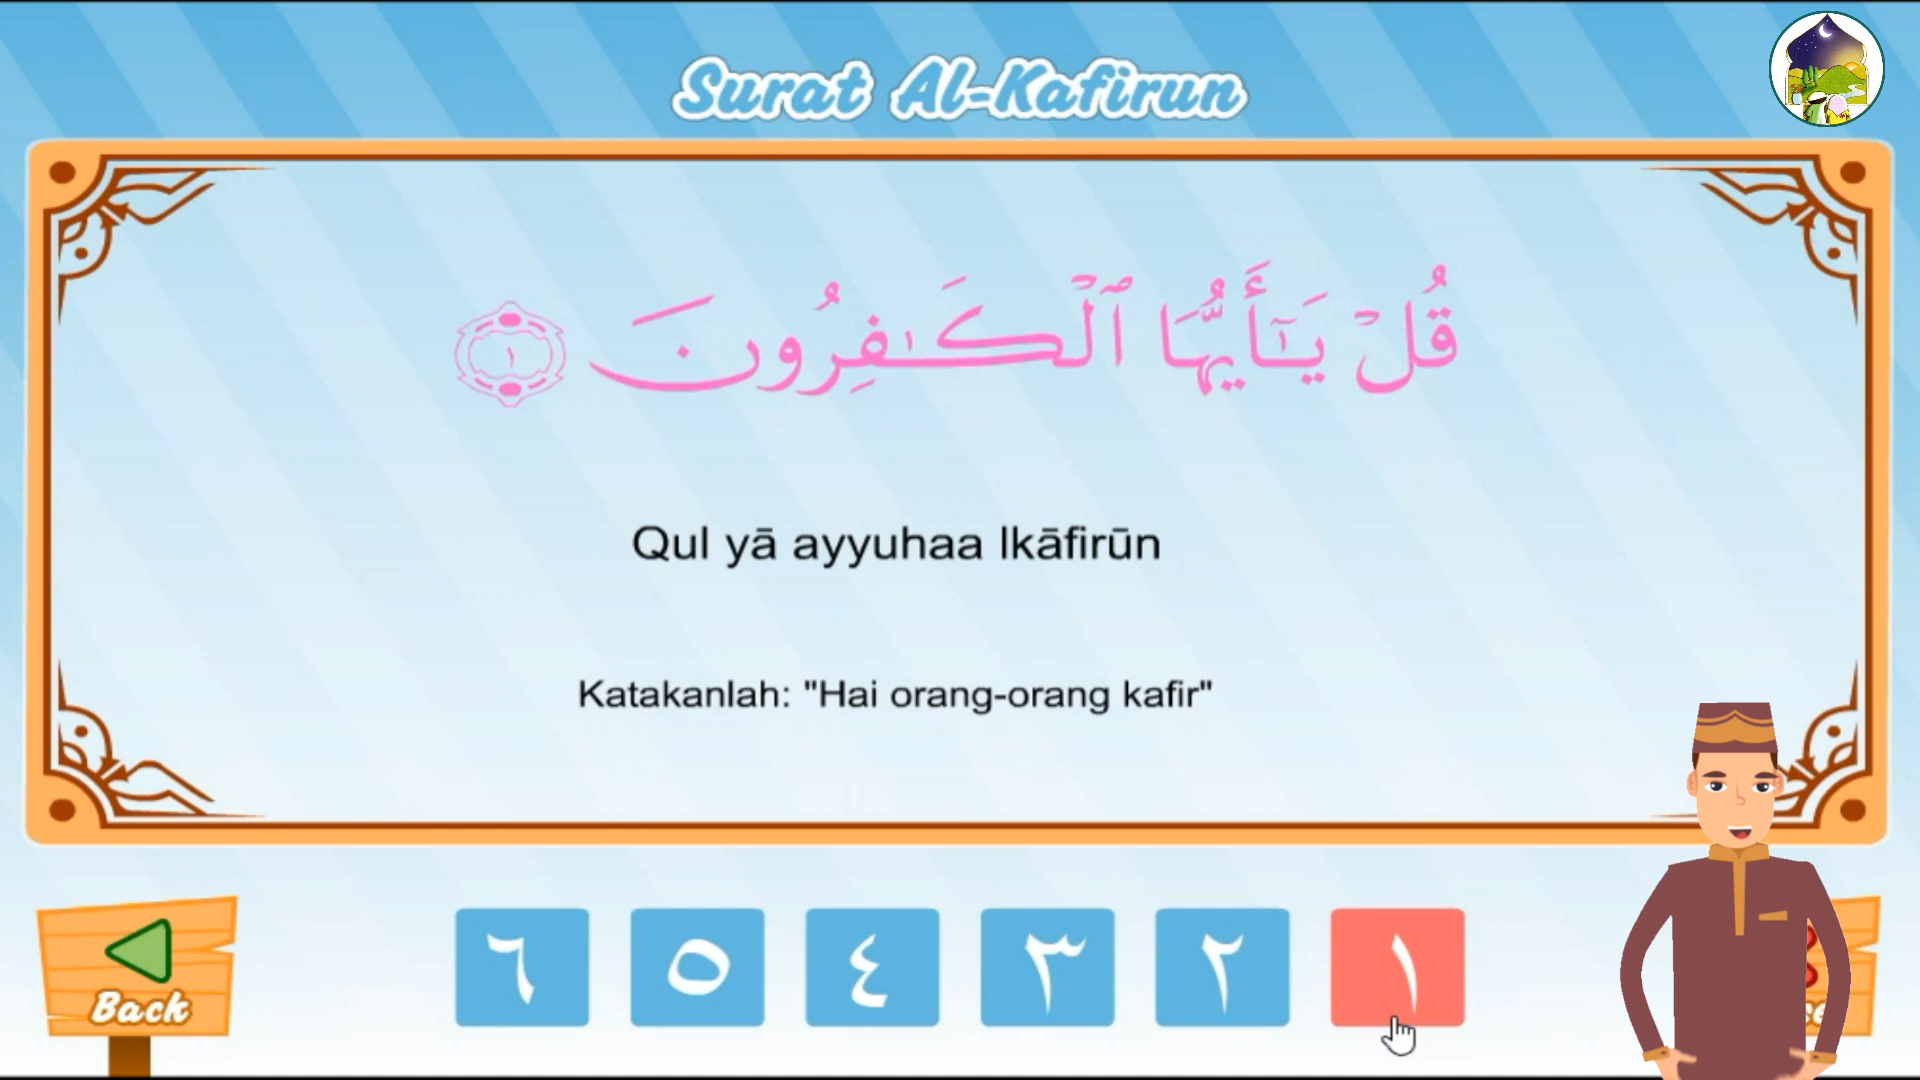 Surat Al-Kafirun
قُلْ يَـٰٓأَيُّهَا ٱلْكَـٰفِرُونَ ١
Qul yā ayyuhaa lkāfirūn
Katakanlah: "Hai orang-orang kafir"
Back
٦ ٥ ٤ ٣ ٢ ١